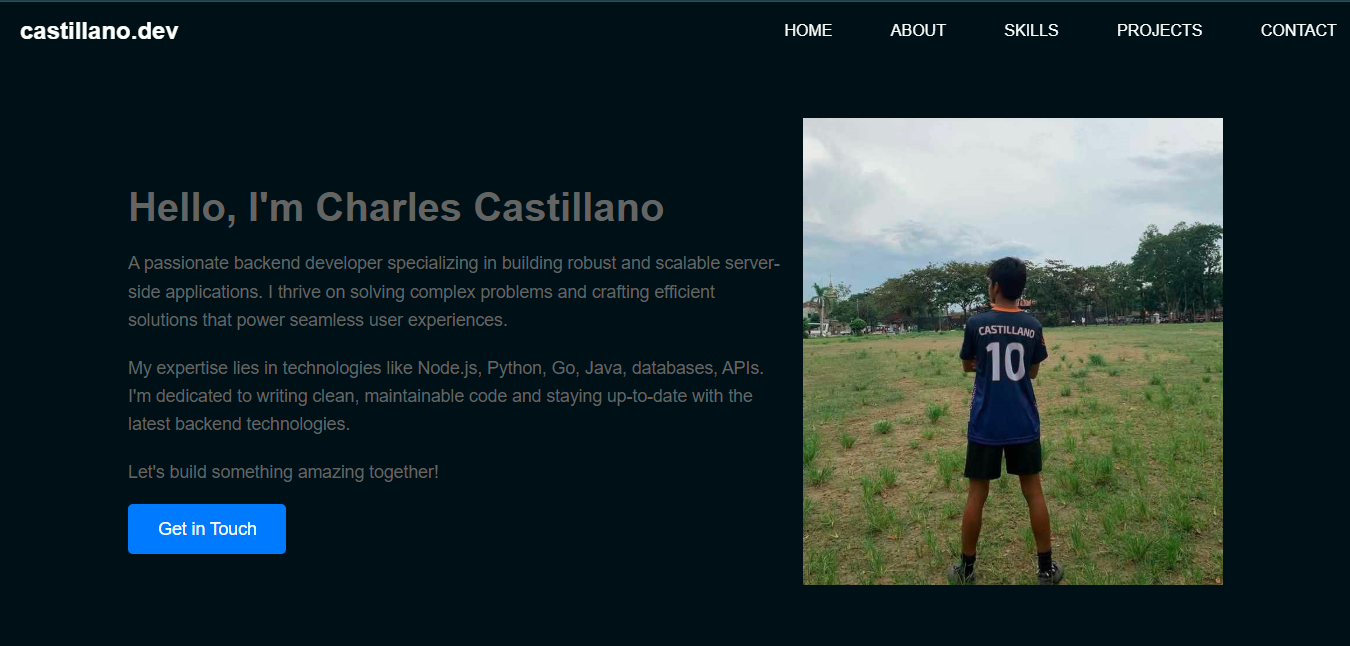 castillano.dev
HOME ABOUT SKILLS PROJECTS CONTACT
Hello, I'm Charles Castillano
A passionate backend developer specializing in building robust and scalable server-
side applications. I thrive on solving complex problems and crafting efficient
solutions that power seamless user experiences.
My expertise lies in technologies like Node.js, Python, Go, Java, databases, APIs.
I'm dedicated to writing clean, maintainable code and staying up-to-date with the
latest backend technologies.
Let's build something amazing together!
Get in Touch
CASTILLANO
10